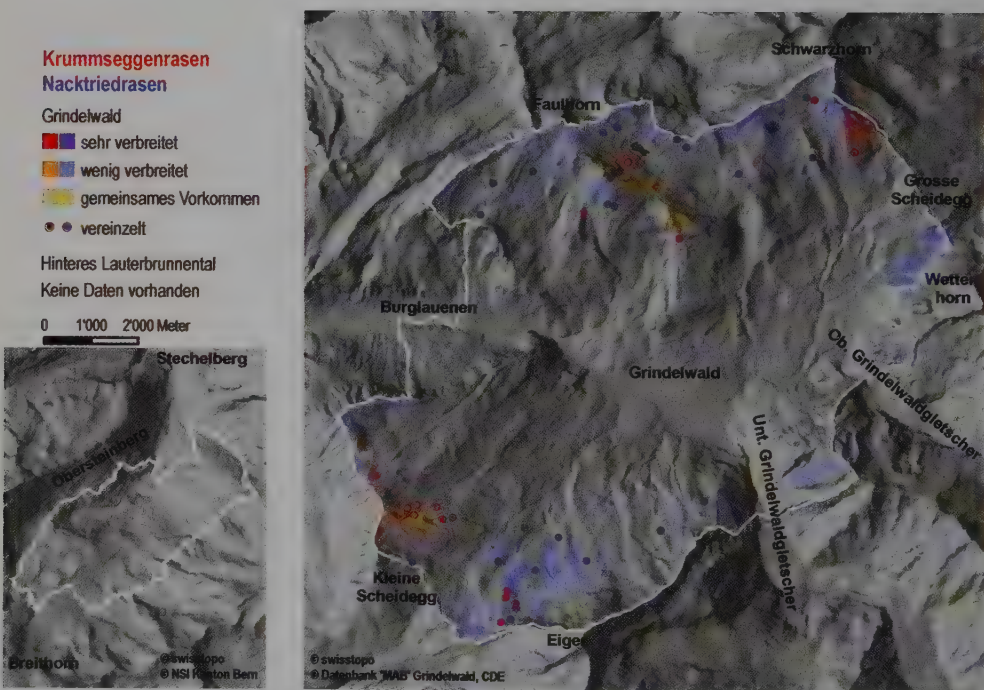 Krummseggenrasen
Nacktriedrasen
Grindelwald
sehr verbreitet
wenig verbreitet
gemeinsames Vorkommen
vereinzelt
Hinteres Lauterbrunnental
Keine Daten vorhanden
0 1'000 2'000 Meter
Stechelberg
Obersteinberg
Breithorn
© swisstopo
© NSI Kanton Bern
Schwarzhorn
Faulhorn
Grosse
Scheidegg
Wetter
horn
Burglauenen
Ob. Grindelwaldgletscher
Grindelwald
Unt. Grindelwaldgletscher
Kleine
Scheidegg
Eiger
© swisstopo
© Datenbank "MAB" Grindelwald, CDE